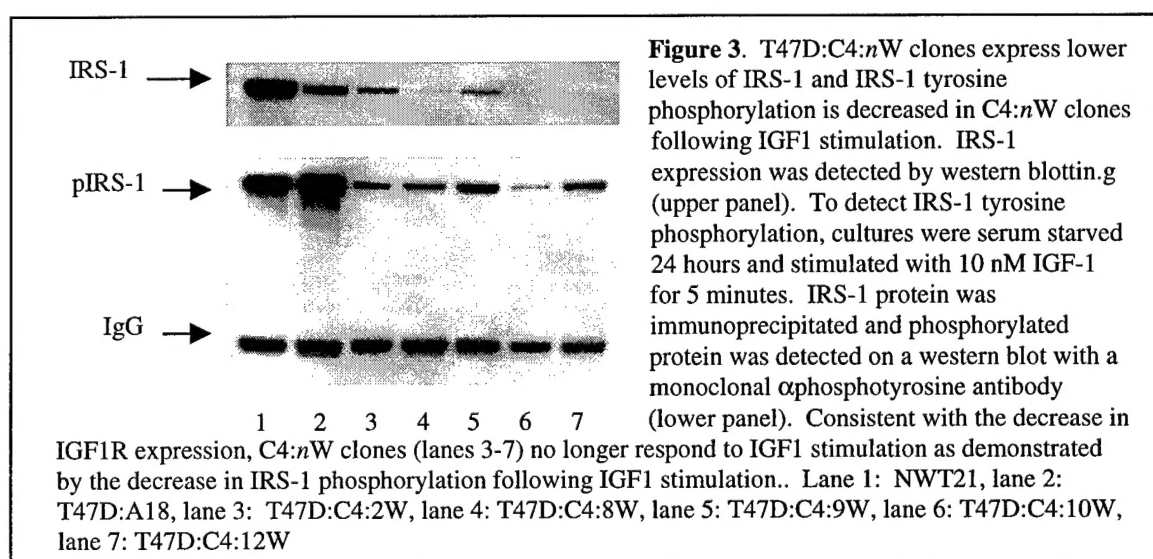 IRS-1
pIRS-1
IgG
1 2 3 4 5 6 7
Figure 3. T47D:C4:nW clones express lower
levels of IRS-1 and IRS-1 tyrosine
phosphorylation is decreased in C4:nW clones
following IGF1 stimulation. IRS-1
expression was detected by western blottin.g
(upper panel). To detect IRS-1 tyrosine
phosphorylation, cultures were serum starved
24 hours and stimulated with 10 nM IGF-1
for 5 minutes. IRS-1 protein was
immunoprecipitated and phosphorylated
protein was detected on a western blot with a
monoclonal αphosphotyrosine antibody
(lower panel). Consistent with the decrease in
IGF1R expression, C4:nW clones (lanes 3-7) no longer respond to IGF1 stimulation as demonstrated
by the decrease in IRS-1 phosphorylation following IGF1 stimulation.. Lane 1: NWT21, lane 2:
T47D:A18, lane 3: T47D:C4:2W, lane 4: T47D:C4:8W, lane 5: T47D:C4:9W, lane 6: T47D:C4:10W,
lane 7: T47D:C4:12W